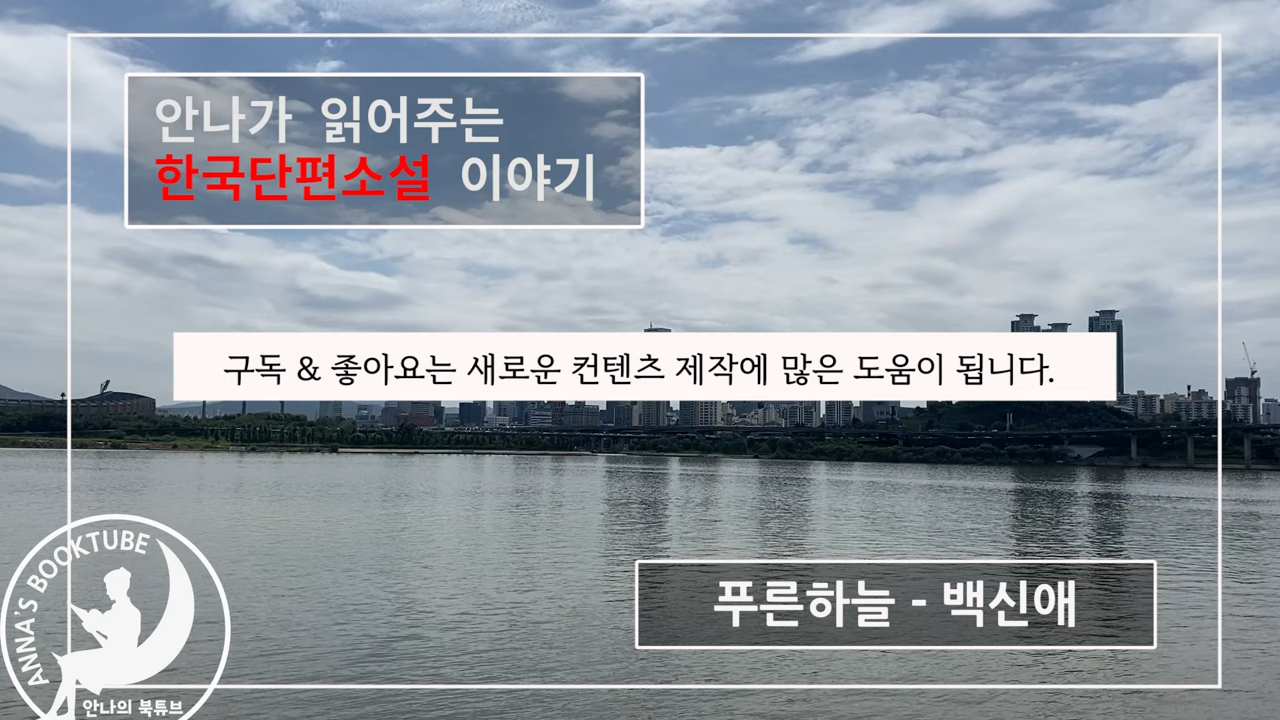 안나가 읽어주는
한국단편소설 이야기
구독 & 좋아요는 새로운 컨텐츠 제작에 많은 도움이 됩니다.
푸른하늘 - 백신애
ANNA'S BOOKTUBE
안나의 북튜브